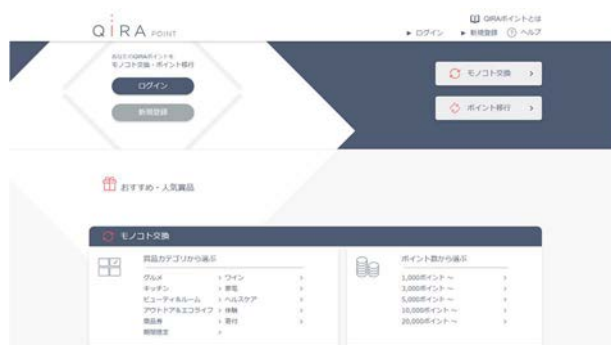 QiRA POINT
QIRAポイントとは
ログイン
新規登録
ヘルプ
あなたのQIRAポイントを
モノコト交換・ポイント移行
ログイン
新規登録
モノコト交換
ポイント移行
おすすめ・人気賞品
モノコト交換
賞品カテゴリから選ぶ
グルメ
ワイン
キッチン
家電
ビューティ&ルーム
ヘルスケア
アウトドア&エコライフ
体験
商品券
寄付
期間限定
ポイント数から選ぶ
1,000ポイント ～
3,000ポイント ～
5,000ポイント ～
10,000ポイント ～
20,000ポイント ～